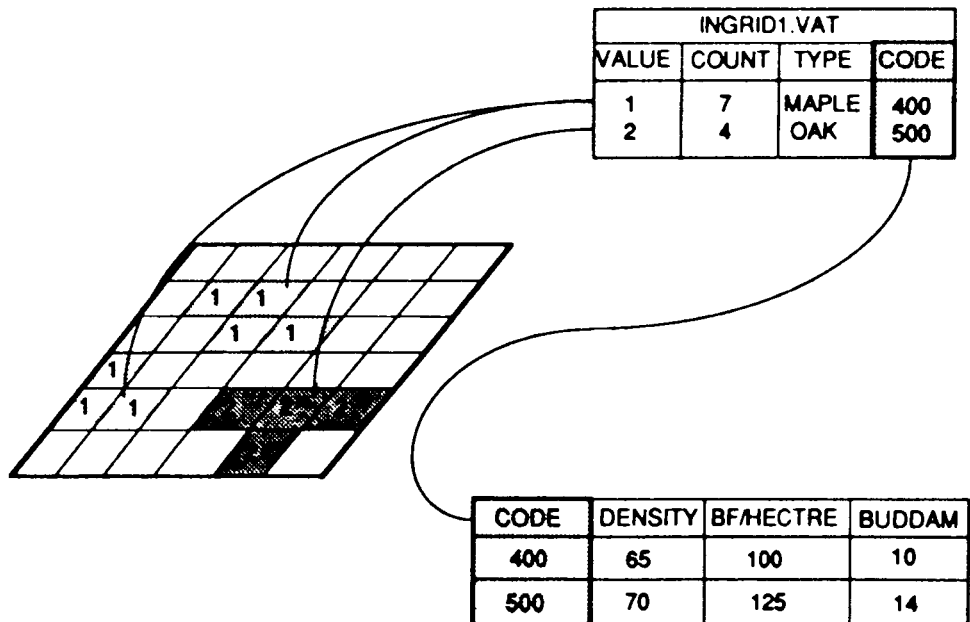 INGRID1.VAT
VALUE COUNT TYPE CODE
1 7 MAPLE 400
2 4 OAK 500
1 1
1 1
1
1 1
2
CODE DENSITY BF/HECTRE BUDDAM
400 65 100 10
500 70 125 14